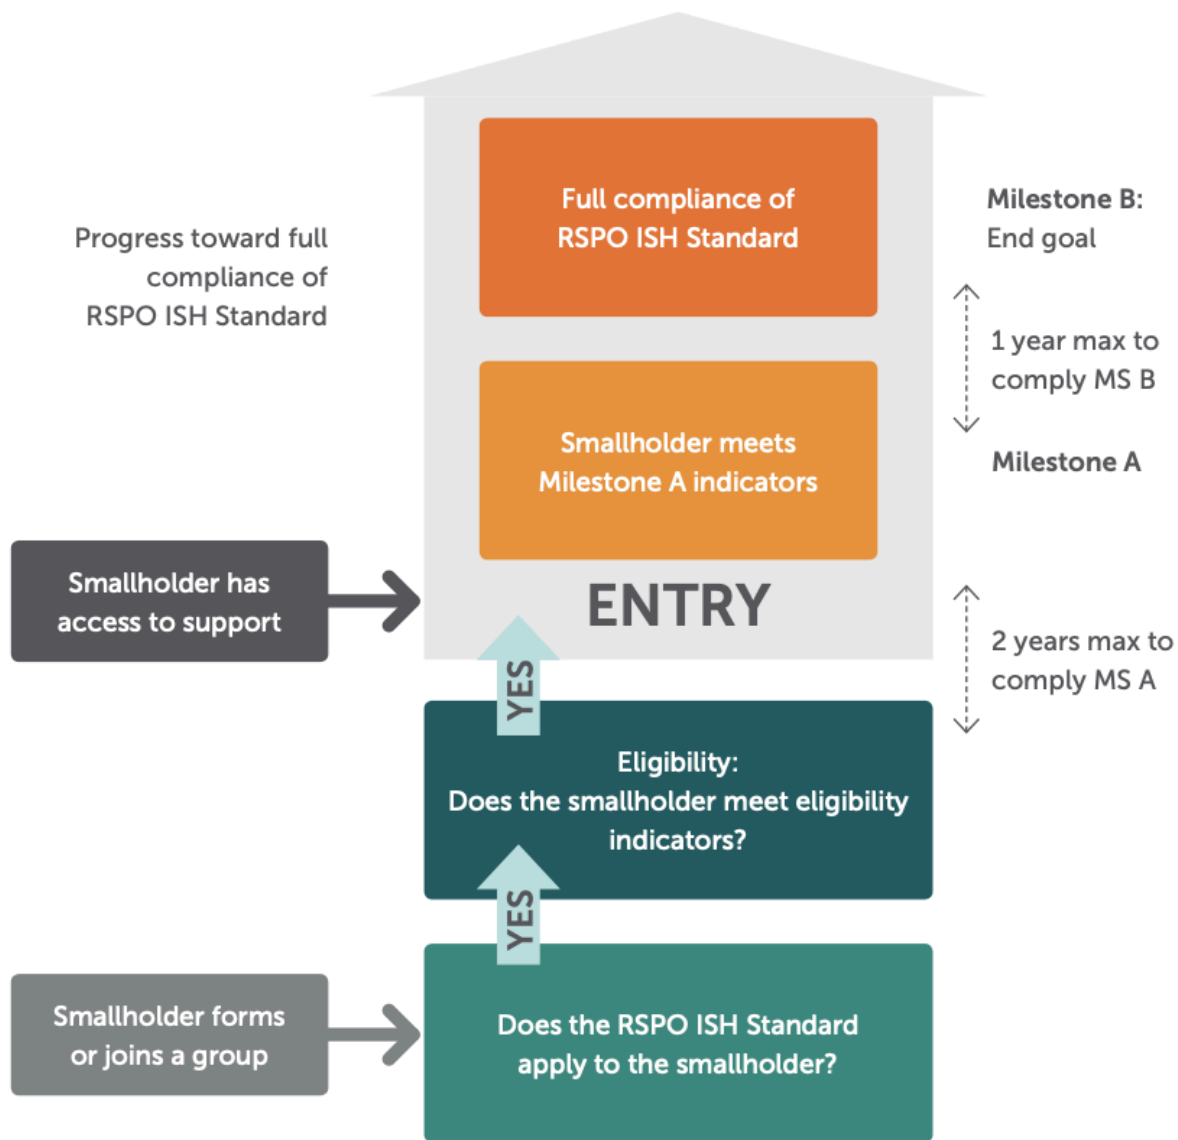 Full compliance of
RSPO ISH Standard
Milestone B:
End goal
Progress toward full
compliance of
RSPO ISH Standard
1 year max to
comply MS B
Smallholder meets
Milestone A indicators
Milestone A
Smallholder has
access to support
ENTRY
2 years max to
comply MS A
YES
Eligibility:
Does the smallholder meet eligibility
indicators?
YES
Smallholder forms
or joins a group
Does the RSPO ISH Standard
apply to the smallholder?